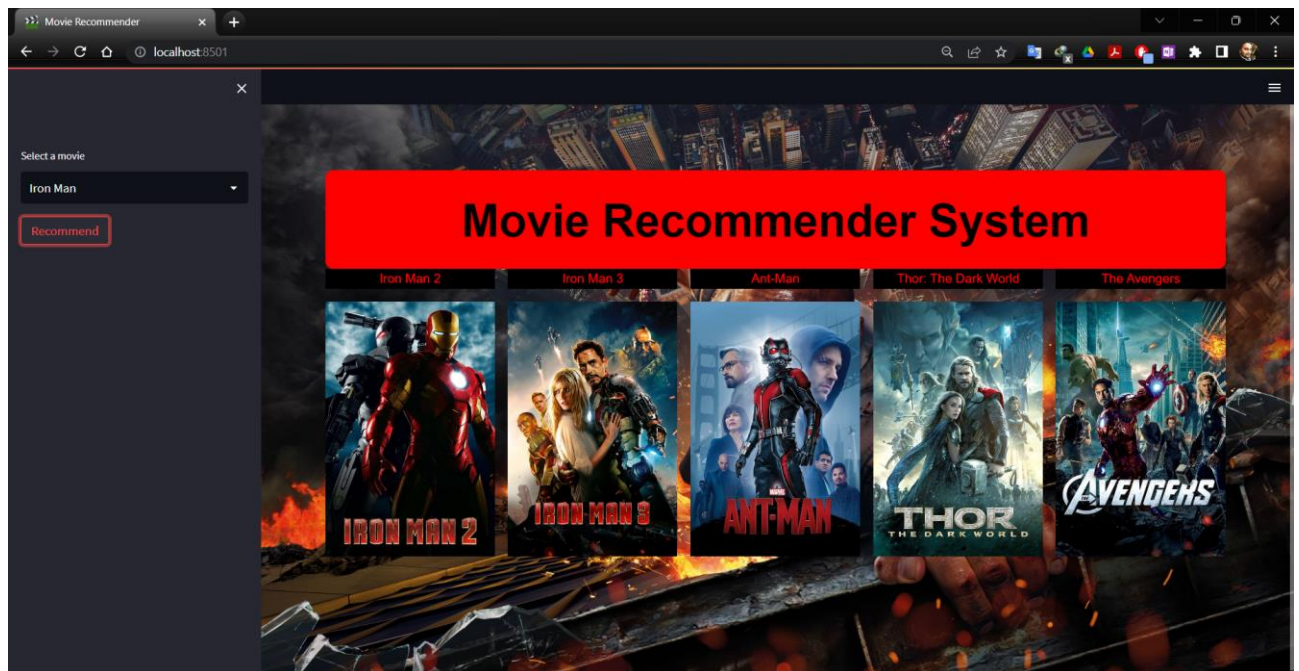 Movie Recommender
localhost:8501
Select a movie
Iron Man
Recommend
Movie Recommender System
Iron Man 2
Iron Man 3
Ant-Man
Thor: The Dark World
The Avengers
IRON MAN 2
IRON MAN 3
MARVEL
ANT-MAN
THOR
THE DARK WORLD
AVENGERS